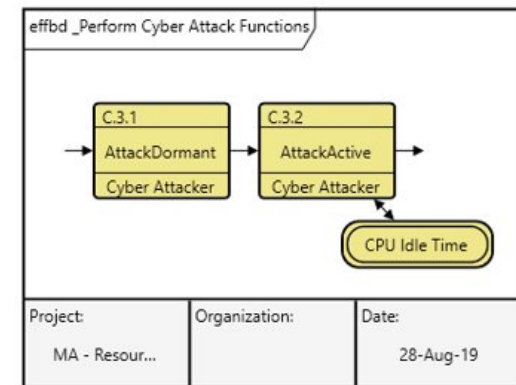 effbd _Perform Cyber Attack Functions
C.3.1
AttackDormant
Cyber Attacker
C.3.2
AttackActive
Cyber Attacker
CPU Idle Time
Project:
MA - Resour...
Organization:
Date:
28-Aug-19